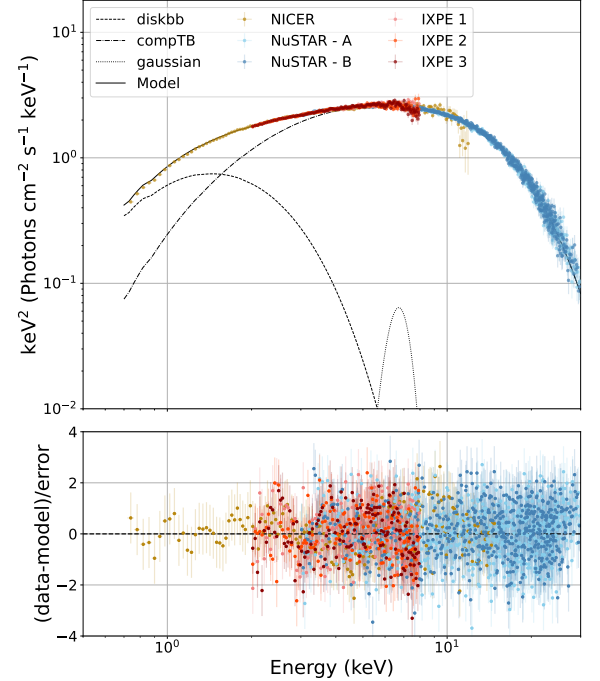 diskbb
compTB
gaussian
Model
NICER
NuSTAR - A
NuSTAR - B
IXPE 1
IXPE 2
IXPE 3
keV² (Photons cm⁻² s⁻¹ keV⁻¹)
10¹
10⁰
10⁻¹
10⁻²
(data-model)/error
4
2
0
−2
−4
10⁰
10¹
Energy (keV)